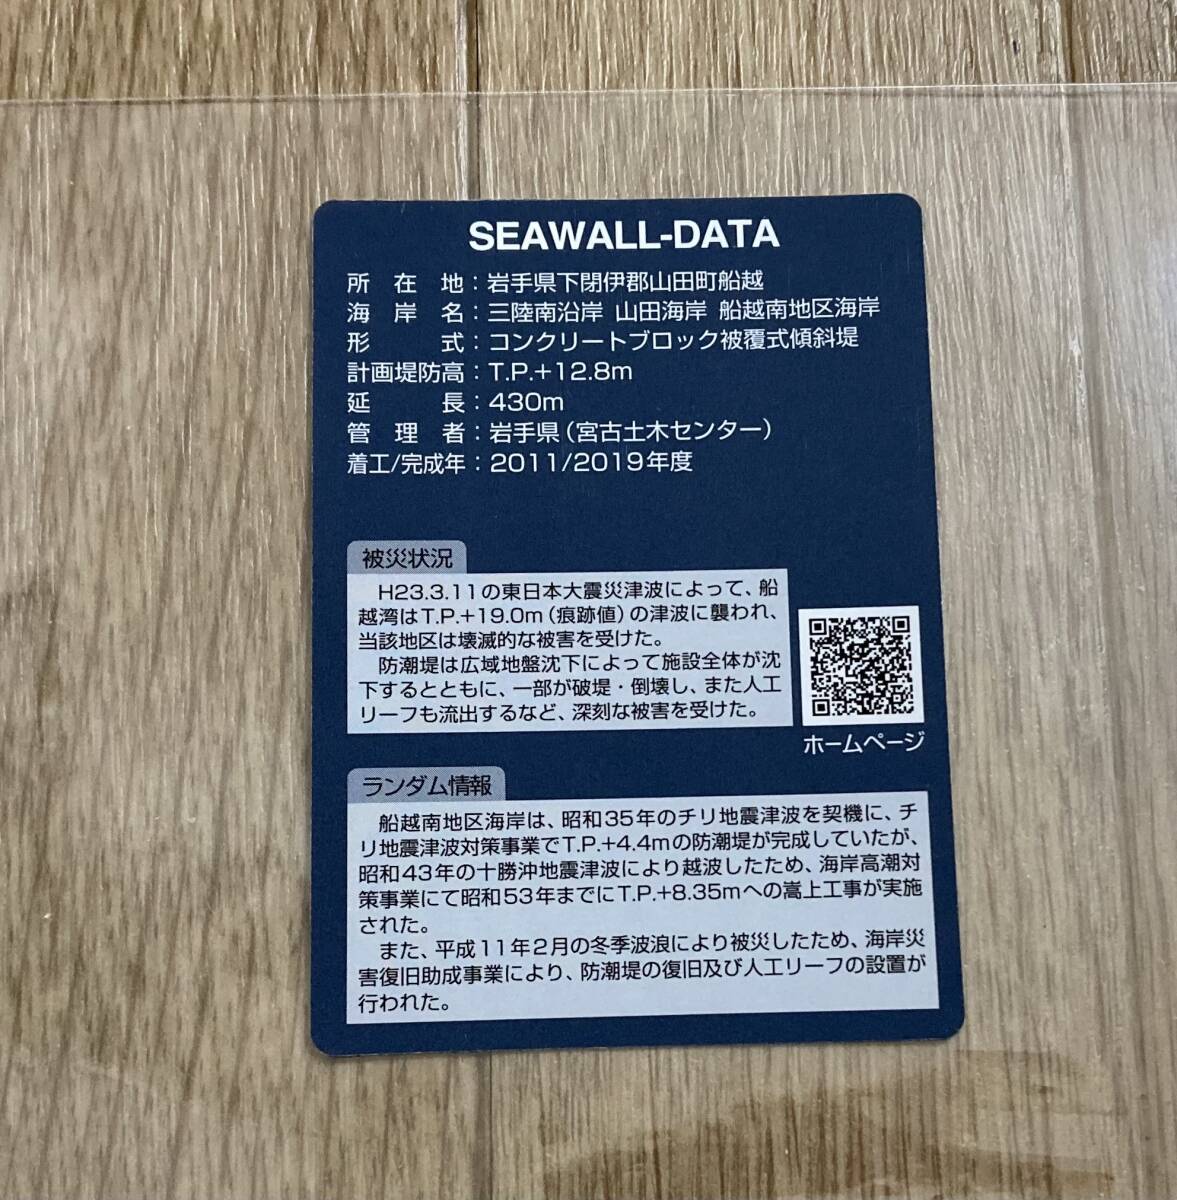 SEAWALL-DATA
所在地：岩手県下閉伊郡山田町船越
海岸名：三陸南沿岸 山田海岸 船越南地区海岸
形式：コンクリートブロック被覆式傾斜堤
計画堤防高：T.P.+12.8m
延長：430m
管理者：岩手県（宮古土木センター）
着工/完成年：2011/2019年度
被災状況
H23.3.11の東日本大震災津波によって、船
越湾はT.P.+19.0m（痕跡値）の津波に襲われ、
当該地区は壊滅的な被害を受けた。
防潮堤は広域地盤沈下によって施設全体が沈
下するとともに、一部が破堤・倒壊し、また人工
リーフも流出するなど、深刻な被害を受けた。
ホームページ
ランダム情報
船越南地区海岸は、昭和35年のチリ地震津波を契機に、チ
リ地震津波対策事業でT.P.+4.4mの防潮堤が完成していたが、
昭和43年の十勝沖地震津波により越波したため、海岸高潮対
策事業にて昭和53年までにT.P.+8.35mへの嵩上工事が実施
された。
また、平成11年2月の冬季波浪により被災したため、海岸災
害復旧助成事業により、防潮堤の復旧及び人工リーフの設置が
行われた。